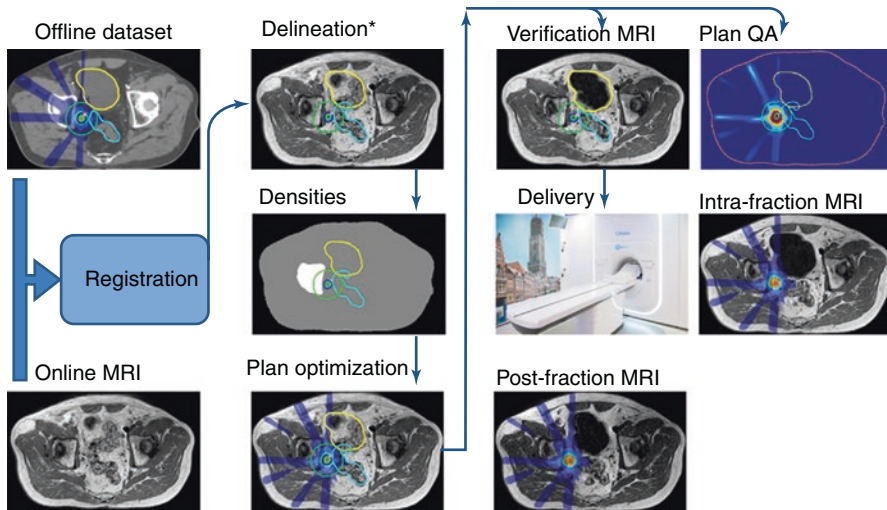 Offline dataset
Delineation*
Verification MRI
Plan QA
Densities
Delivery
Intra-fraction MRI
Registration
Online MRI
Plan optimization
Post-fraction MRI